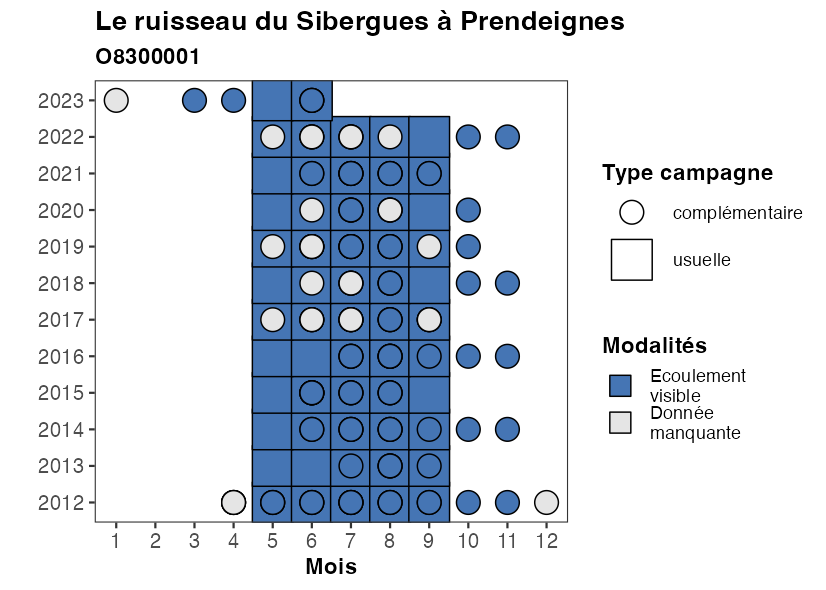 Le ruisseau du Sibergues à Prendeignes
O8300001
2023
2022
2021
2020
2019
2018
2017
2016
2015
2014
2013
2012
1 2 3 4 5 6 7 8 9 10 11 12
Mois
Type campagne
complémentaire
usuelle
Modalités
Ecoulement
visible
Donnée
manquante